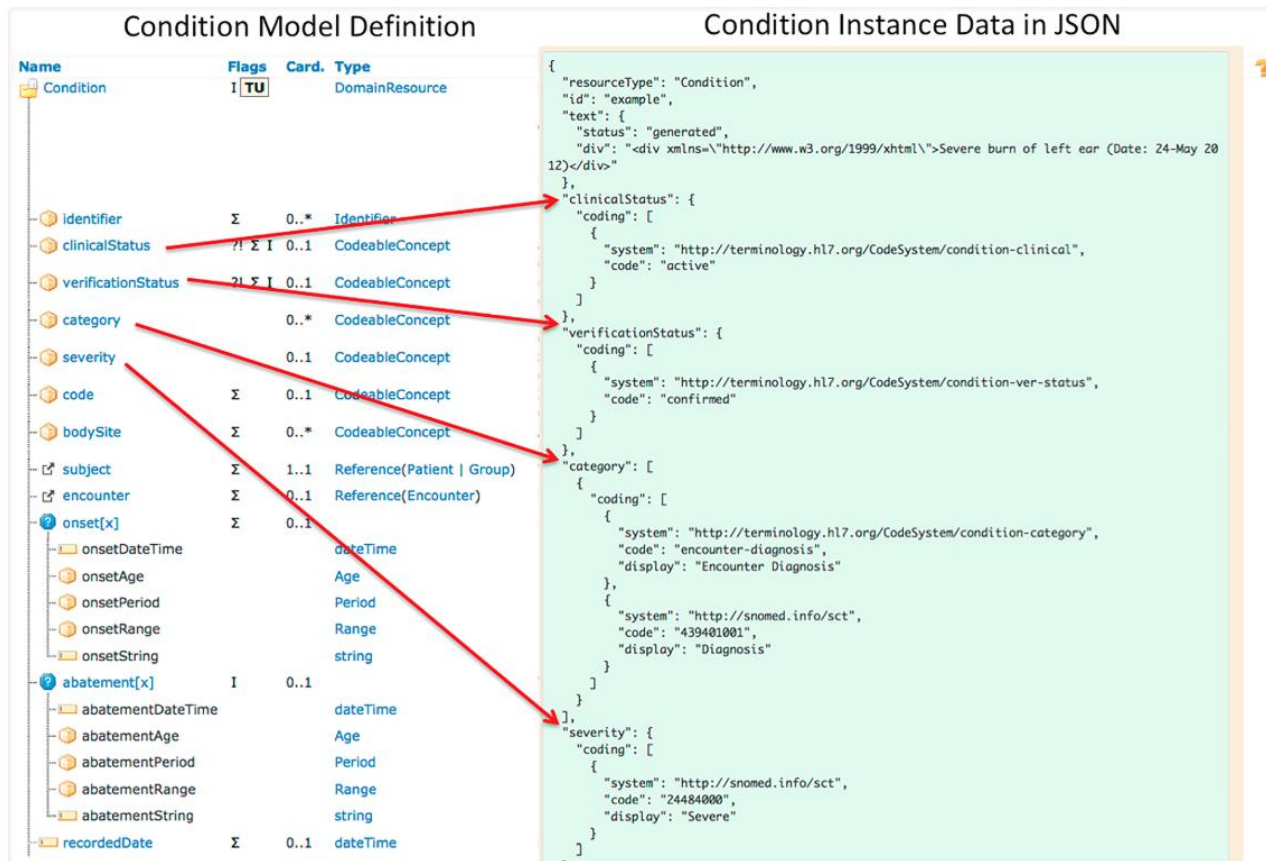 Condition Model Definition
Name Flags Card. Type
Condition I TU DomainResource
identifier Σ 0..* Identifier
clinicalStatus ?! Σ I 0..1 CodeableConcept
verificationStatus ?! Σ I 0..1 CodeableConcept
category 0..* CodeableConcept
severity 0..1 CodeableConcept
code Σ 0..1 CodeableConcept
bodySite Σ 0..* CodeableConcept
subject Σ 1..1 Reference(Patient | Group)
encounter Σ 0..1 Reference(Encounter)
onset[x] Σ 0..1
onsetDateTime dateTime
onsetAge Age
onsetPeriod Period
onsetRange Range
onsetString string
abatement[x] I 0..1
abatementDateTime dateTime
abatementAge Age
abatementPeriod Period
abatementRange Range
abatementString string
recordedDate Σ 0..1 dateTime
Condition Instance Data in JSON
{
"resourceType": "Condition",
"id": "example",
"text": {
"status": "generated",
"div": "<div xmlns=\"http://www.w3.org/1999/xhtml\">Severe burn of left ear (Date: 24-May 20
12)</div>"
},
"clinicalStatus": {
"coding": [
{
"system": "http://terminology.hl7.org/CodeSystem/condition-clinical",
"code": "active"
}
]
},
"verificationStatus": {
"coding": [
{
"system": "http://terminology.hl7.org/CodeSystem/condition-ver-status",
"code": "confirmed"
}
]
},
"category": [
{
"coding": [
{
"system": "http://terminology.hl7.org/CodeSystem/condition-category",
"code": "encounter-diagnosis",
"display": "Encounter Diagnosis"
},
{
"system": "http://snomed.info/sct",
"code": "439401001",
"display": "Diagnosis"
}
]
}
],
"severity": {
"coding": [
{
"system": "http://snomed.info/sct",
"code": "24484000",
"display": "Severe"
}
]